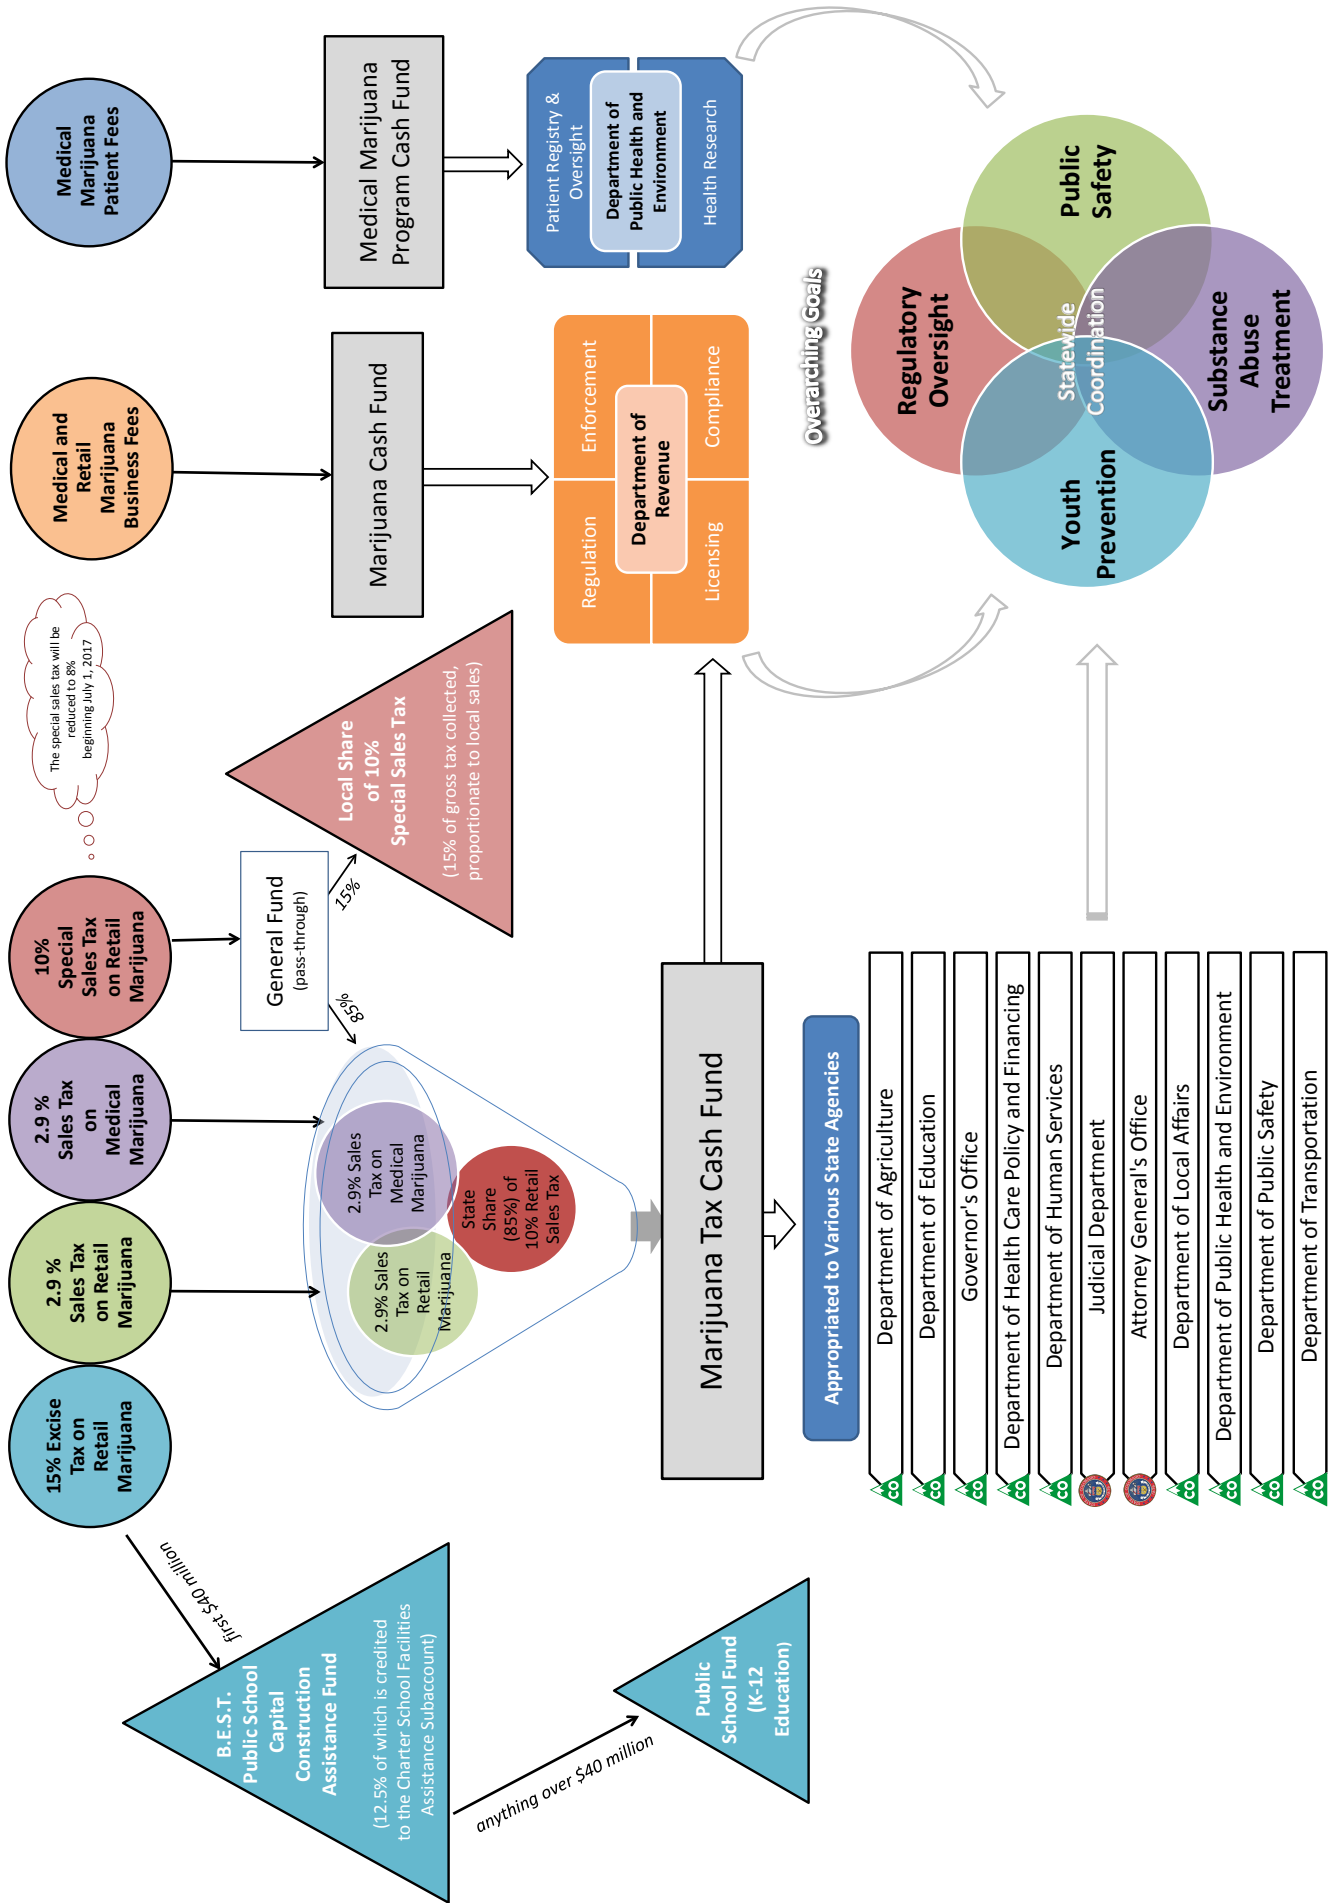 15% Excise
Tax on
Retail
Marijuana
2.9 %
Sales Tax
on Retail
Marijuana
2.9 %
Sales Tax
on
Medical
Marijuana
10%
Special
Sales Tax
on Retail
Marijuana
The special sales tax will be
reduced to 8%
beginning July 1, 2017
Medical and
Retail
Marijuana
Business Fees
Medical
Marijuana
Patient Fees
first $40 million
B.E.S.T.
Public School
Capital
Construction
Assistance Fund
(12.5% of which is credited
to the Charter School Facilities
Assistance Subaccount)
anything over $40 million
Public
School Fund
(K-12
Education)
General Fund
(pass-through)
85%
15%
2.9% Sales
Tax on
Retail
Marijuana
2.9% Sales
Tax on
Medical
Marijuana
State
Share
(85%) of
10% Retail
Sales Tax
Local Share
of 10%
Special Sales Tax
(15% of gross tax collected,
proportionate to local sales)
Marijuana Cash Fund
Medical Marijuana
Program Cash Fund
Regulation
Enforcement
Department of
Revenue
Licensing
Compliance
Patient Registry &
Oversight
Department of
Public Health and
Environment
Health Research
Marijuana Tax Cash Fund
Appropriated to Various State Agencies
CO
Department of Agriculture
CO
Department of Education
CO
Governor's Office
CO
Department of Health Care Policy and Financing
CO
Department of Human Services
Judicial Department
Attorney General's Office
CO
Department of Local Affairs
CO
Department of Public Health and Environment
CO
Department of Public Safety
CO
Department of Transportation
Overarching Goals
Regulatory
Oversight
Youth
Prevention
Statewide
Coordination
Public
Safety
Substance
Abuse
Treatment